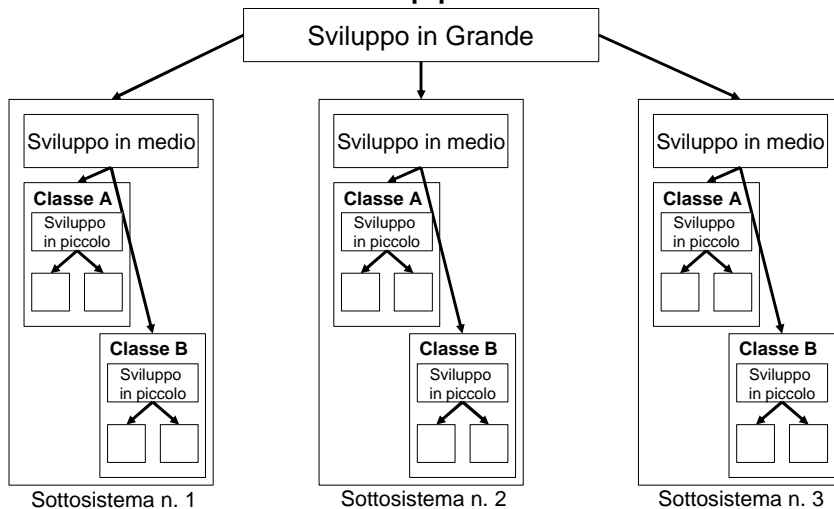 Sviluppo in Grande
Sviluppo in medio
Classe A
Sviluppo
in piccolo
Classe B
Sviluppo
in piccolo
Sottosistema n. 1
Sviluppo in medio
Classe A
Sviluppo
in piccolo
Classe B
Sviluppo
in piccolo
Sottosistema n. 2
Sviluppo in medio
Classe A
Sviluppo
in piccolo
Classe B
Sviluppo
in piccolo
Sottosistema n. 3